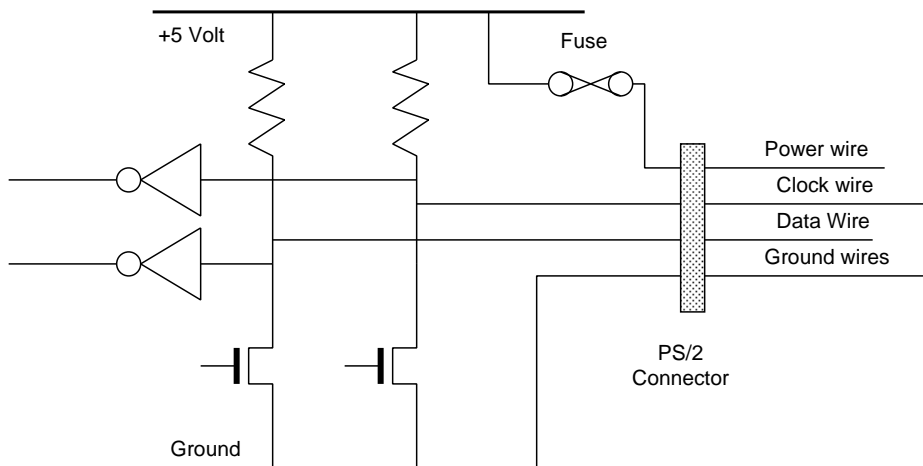 +5 Volt
Fuse
Power wire
Clock wire
Data Wire
Ground wires
PS/2
Connector
Ground